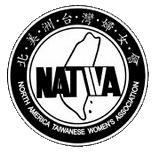 北美洲台灣婦女會
NATWA
NORTH AMERICA TAIWANESE WOMEN'S ASSOCIATION